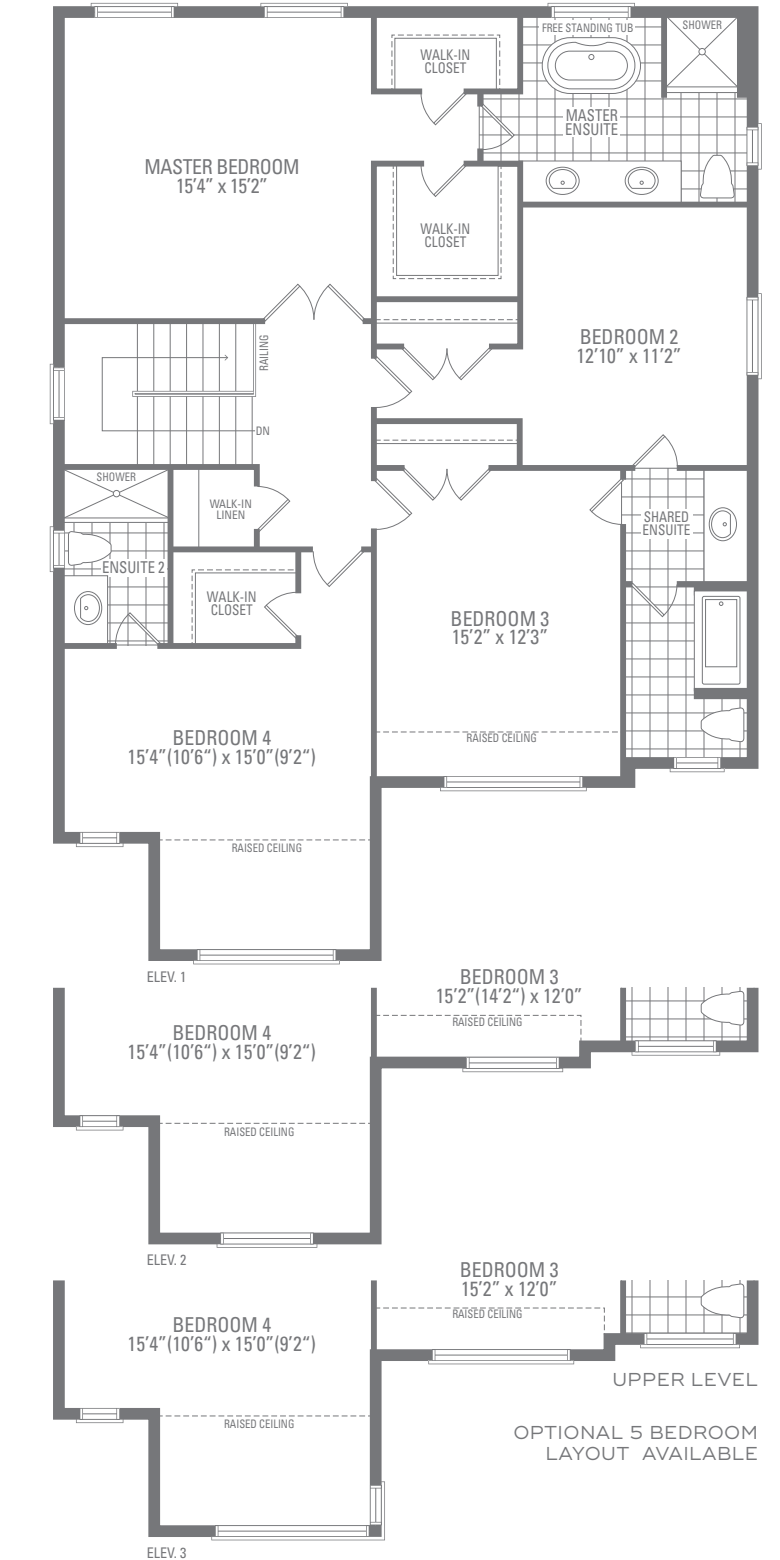 FREE STANDING TUB
SHOWER
WALK-IN
CLOSET
MASTER
ENSUITE
MASTER BEDROOM
15'4” x 15'2”
WALK-IN
CLOSET
BEDROOM 2
12'10” x 11'2”
RAILING
DN
SHOWER
WALK-IN
LINEN
SHARED
ENSUITE
ENSUITE 2
WALK-IN
CLOSET
BEDROOM 3
15'2” x 12'3”
BEDROOM 4
15'4”(10'6“) x 15'0”(9'2“)
RAISED CEILING
RAISED CEILING
ELEV. 1
BEDROOM 3
15'2”(14'2“) x 12'0”
RAISED CEILING
BEDROOM 4
15'4”(10'6“) x 15'0”(9'2“)
RAISED CEILING
ELEV. 2
BEDROOM 3
15'2” x 12'0”
RAISED CEILING
BEDROOM 4
15'4”(10'6“) x 15'0”(9'2“)
RAISED CEILING
ELEV. 3
UPPER LEVEL
OPTIONAL 5 BEDROOM
LAYOUT AVAILABLE